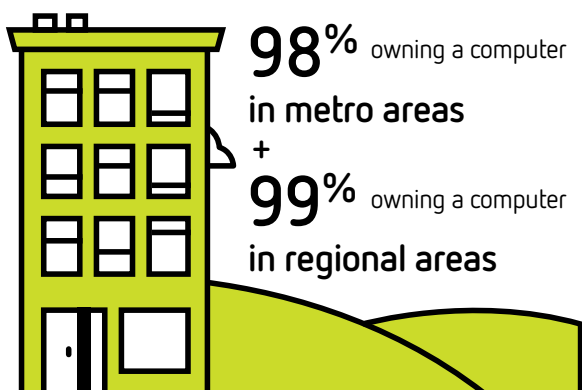 98% owning a computer
in metro areas
+
99% owning a computer
in regional areas